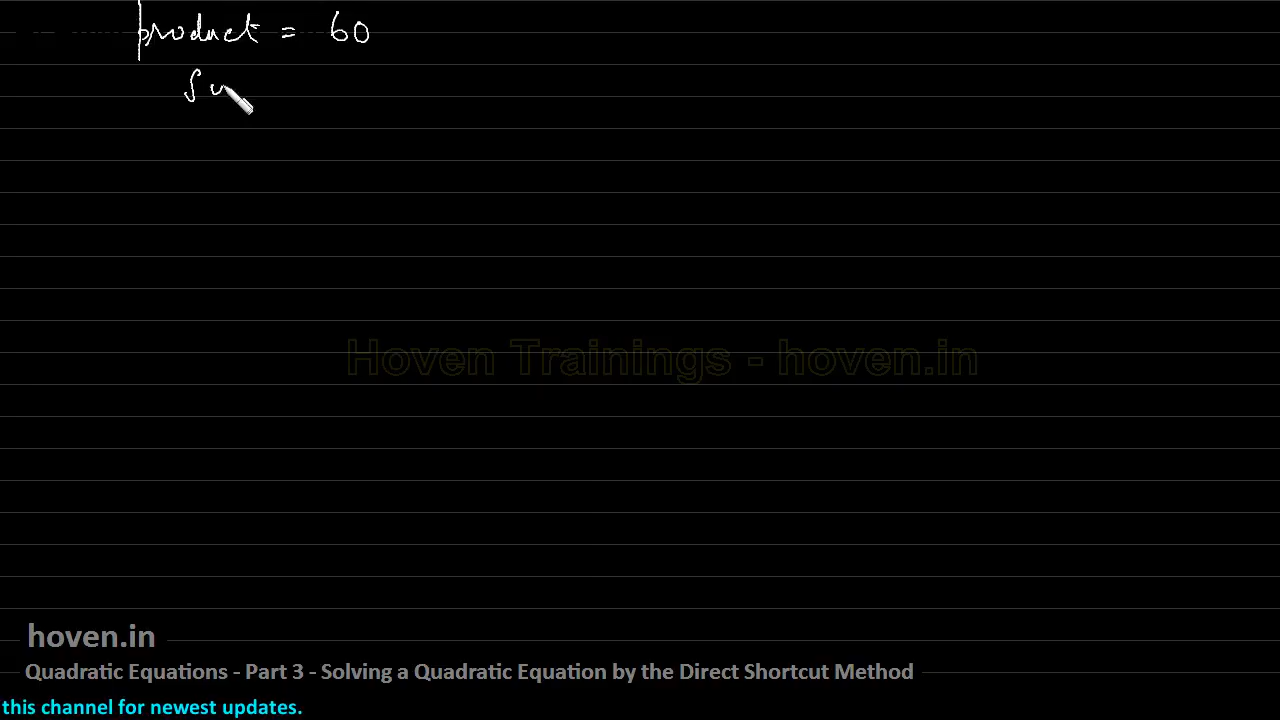 product = 60
Su
Hoven Trainings - hoven.in
hoven.in
Quadratic Equations - Part 3 - Solving a Quadratic Equation by the Direct Shortcut Method
this channel for newest updates.